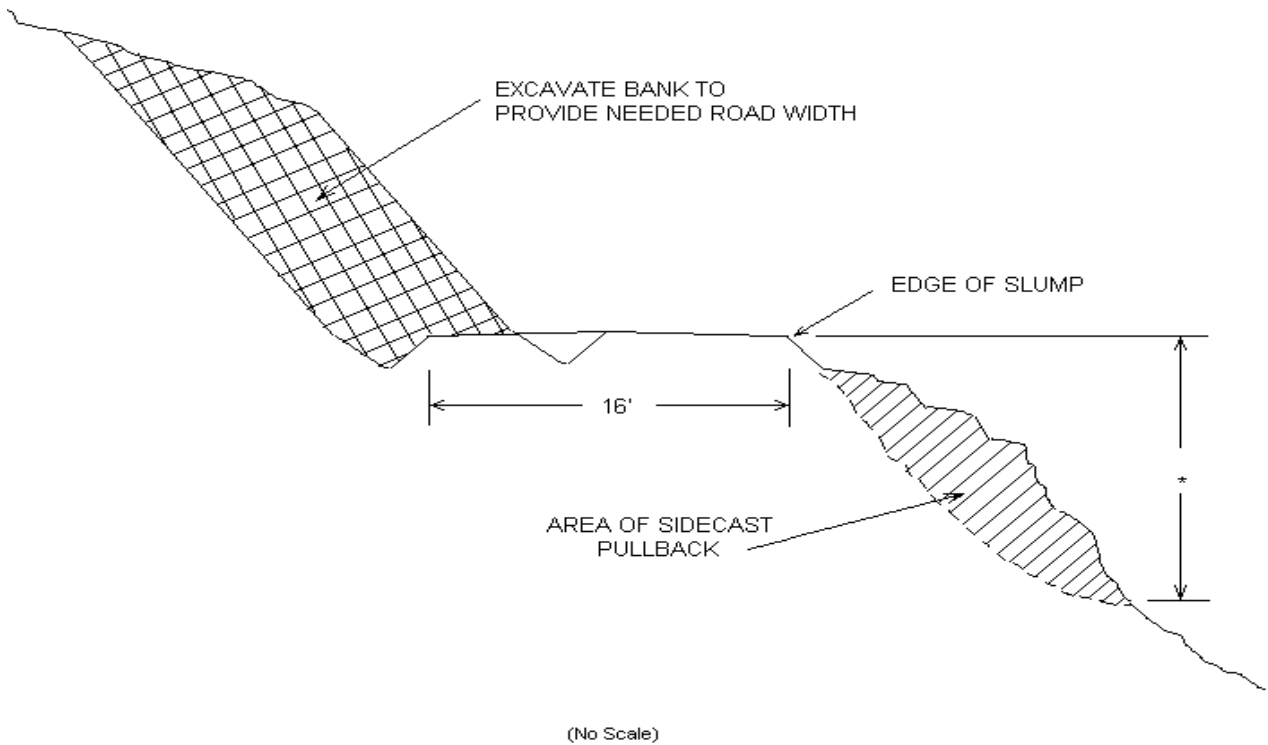 EXCAVATE BANK TO
PROVIDE NEEDED ROAD WIDTH
EDGE OF SLUMP
16'
*
AREA OF SIDECAST
PULLBACK
(No Scale)